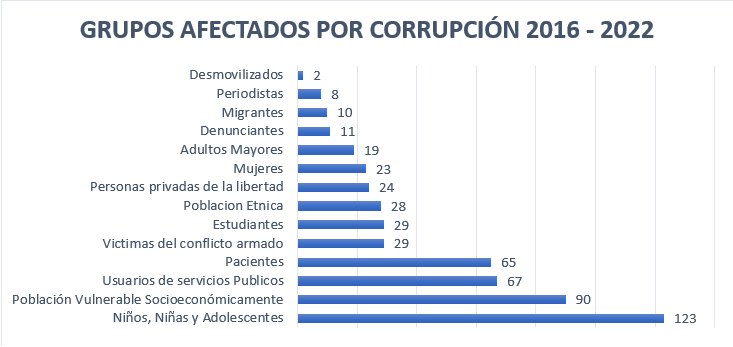 GRUPOS AFECTADOS POR CORRUPCIÓN 2016 - 2022
Desmovilizados 2
Periodistas 8
Migrantes 10
Denunciantes 11
Adultos Mayores 19
Mujeres 23
Personas privadas de la libertad 24
Poblacion Etnica 28
Estudiantes 29
Victimas del conflicto armado 29
Pacientes 65
Usuarios de servicios Publicos 67
Población Vulnerable Socioeconómicamente 90
Niños, Niñas y Adolescentes 123